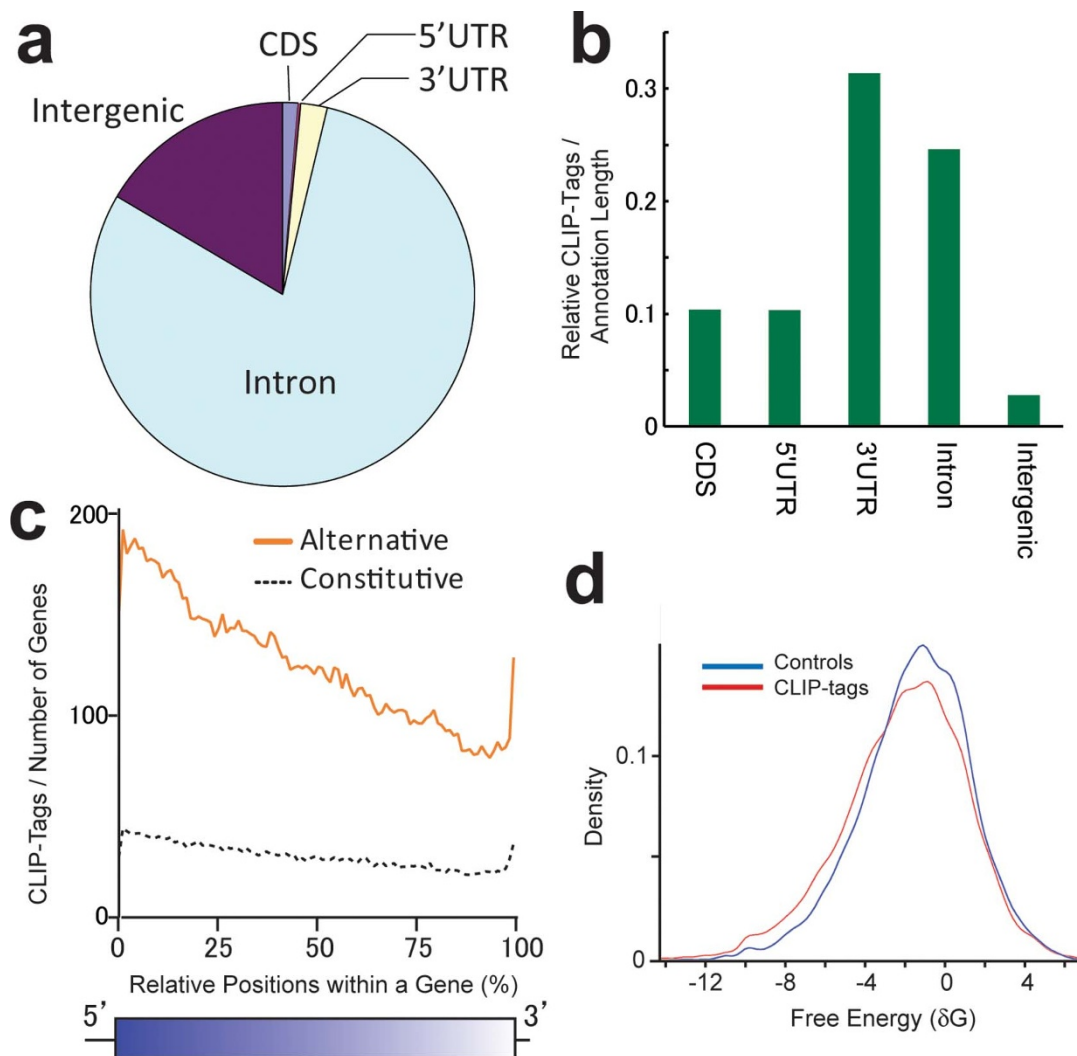 a
CDS
5'UTR
3'UTR
Intergenic
Intron
b
Relative CLIP-Tags /
Annotation Length
0.3
0.2
0.1
0
CDS
5'UTR
3'UTR
Intron
Intergenic
c
CLIP-Tags / Number of Genes
200
100
0
Alternative
Constitutive
0 25 50 75 100
Relative Positions within a Gene (%)
5' 3'
d
Density
0.1
0
Controls
CLIP-tags
-12 -8 -4 0 4
Free Energy (δG)